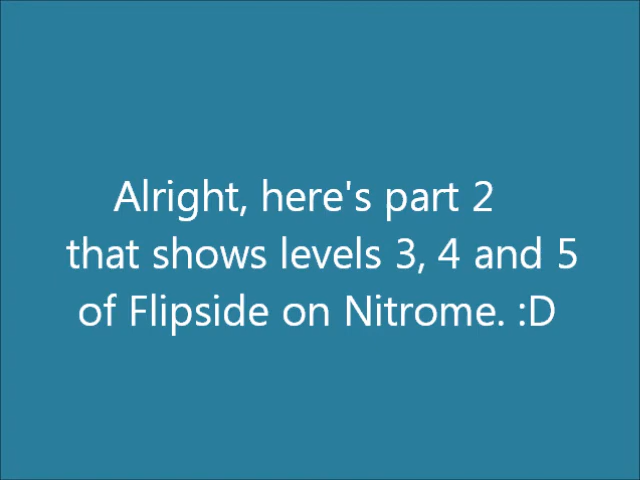 Alright, here's part 2
that shows levels 3, 4 and 5
of Flipside on Nitrome. :D